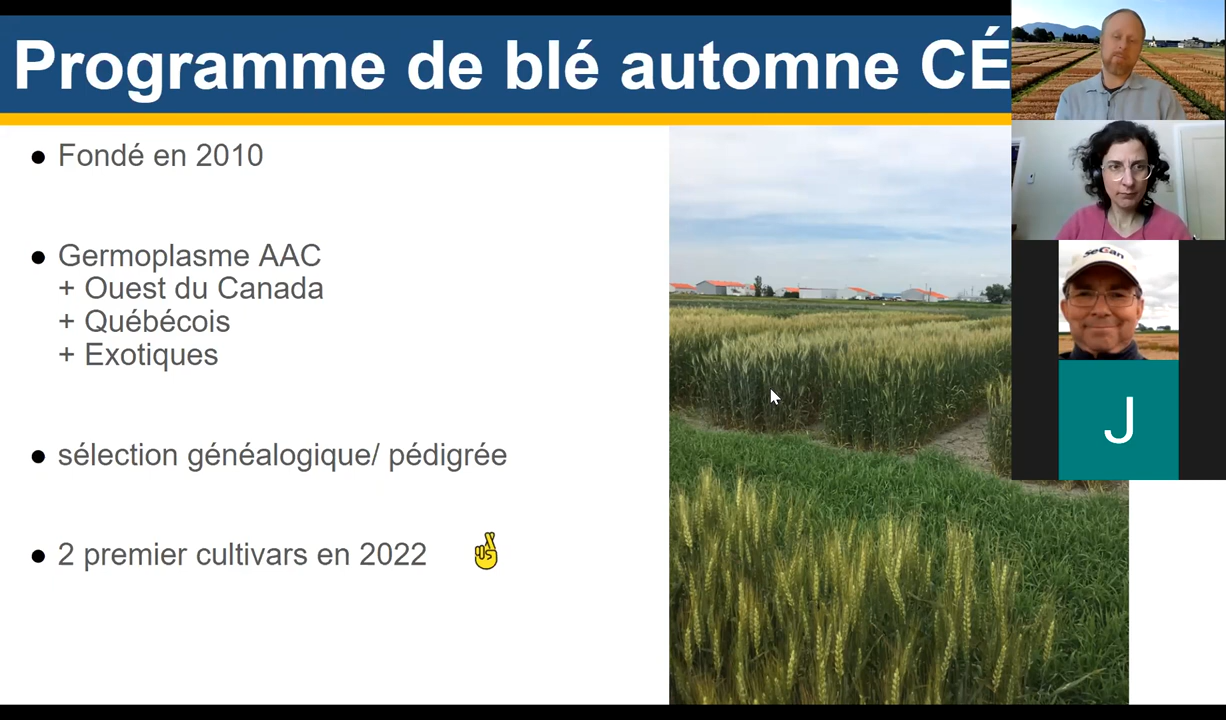 Programme de blé automne CÉ
● Fondé en 2010
● Germoplasme AAC
+ Ouest du Canada
+ Québécois
+ Exotiques
● sélection généalogique/ pédigrée
● 2 premier cultivars en 2022
SeCan
J